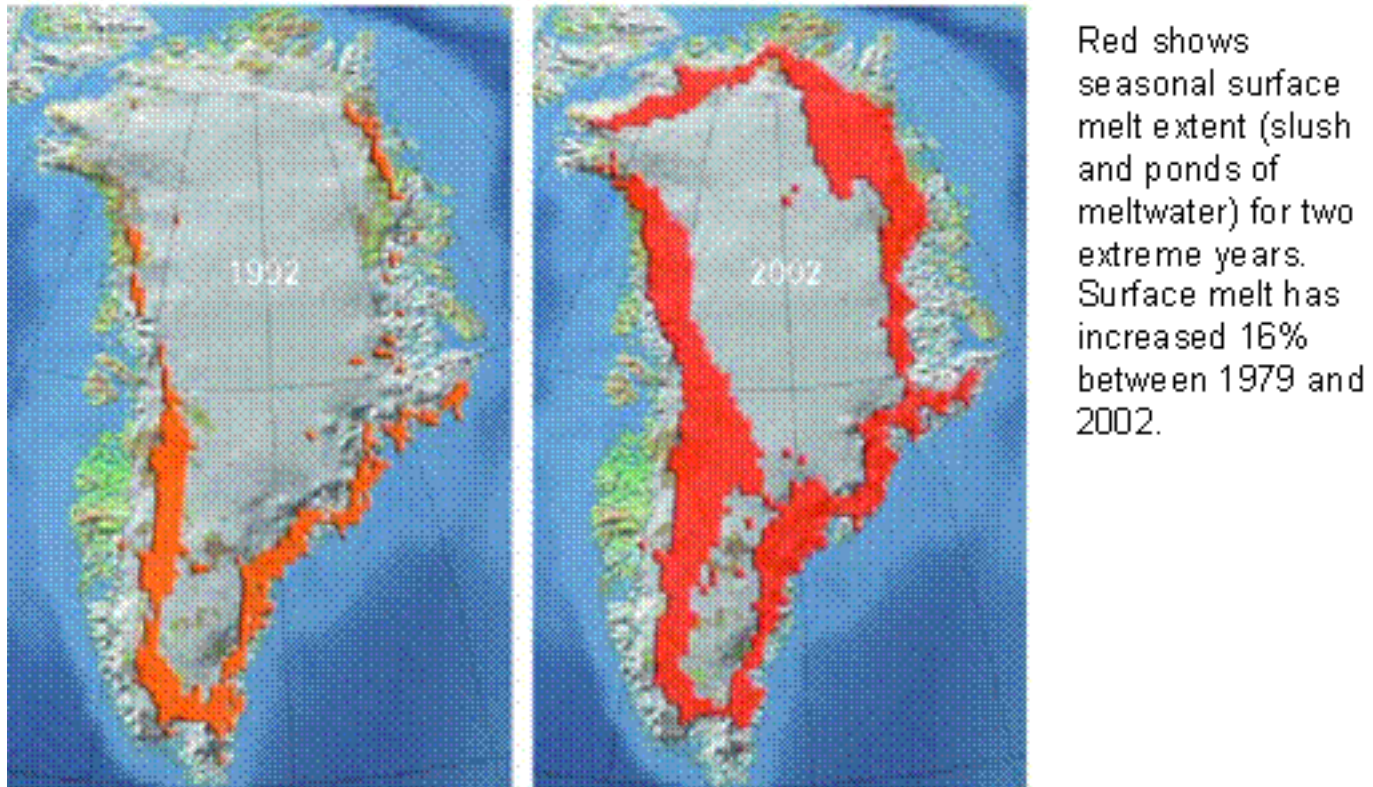 1992
2002
Red shows
seasonal surface
melt extent (slush
and ponds of
meltwater) for two
extreme years.
Surface melt has
increased 16%
between 1979 and
2002.